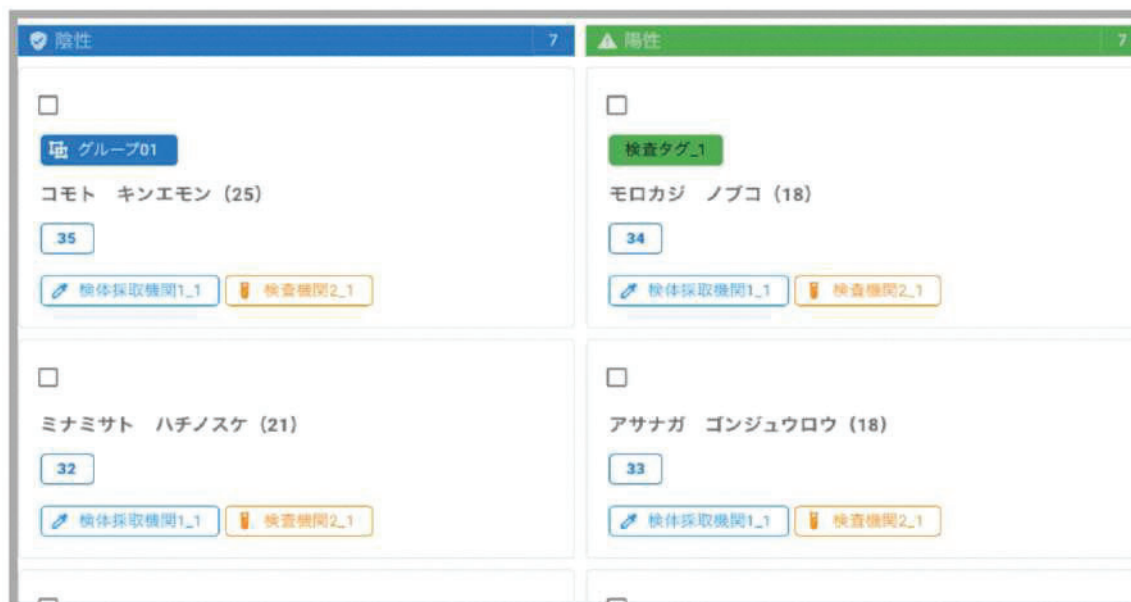 陰性 7
グループ01
コモト　キンエモン（25）
35
検体採取機関1_1 検査機関2_1
ミナミサト　ハチノスケ（21）
32
検体採取機関1_1 検査機関2_1
陽性 7
検査タグ_1
モロカジ　ノブコ（18）
34
検体採取機関1_1 検査機関2_1
アサナガ　ゴンジュウロウ（18）
33
検体採取機関1_1 検査機関2_1